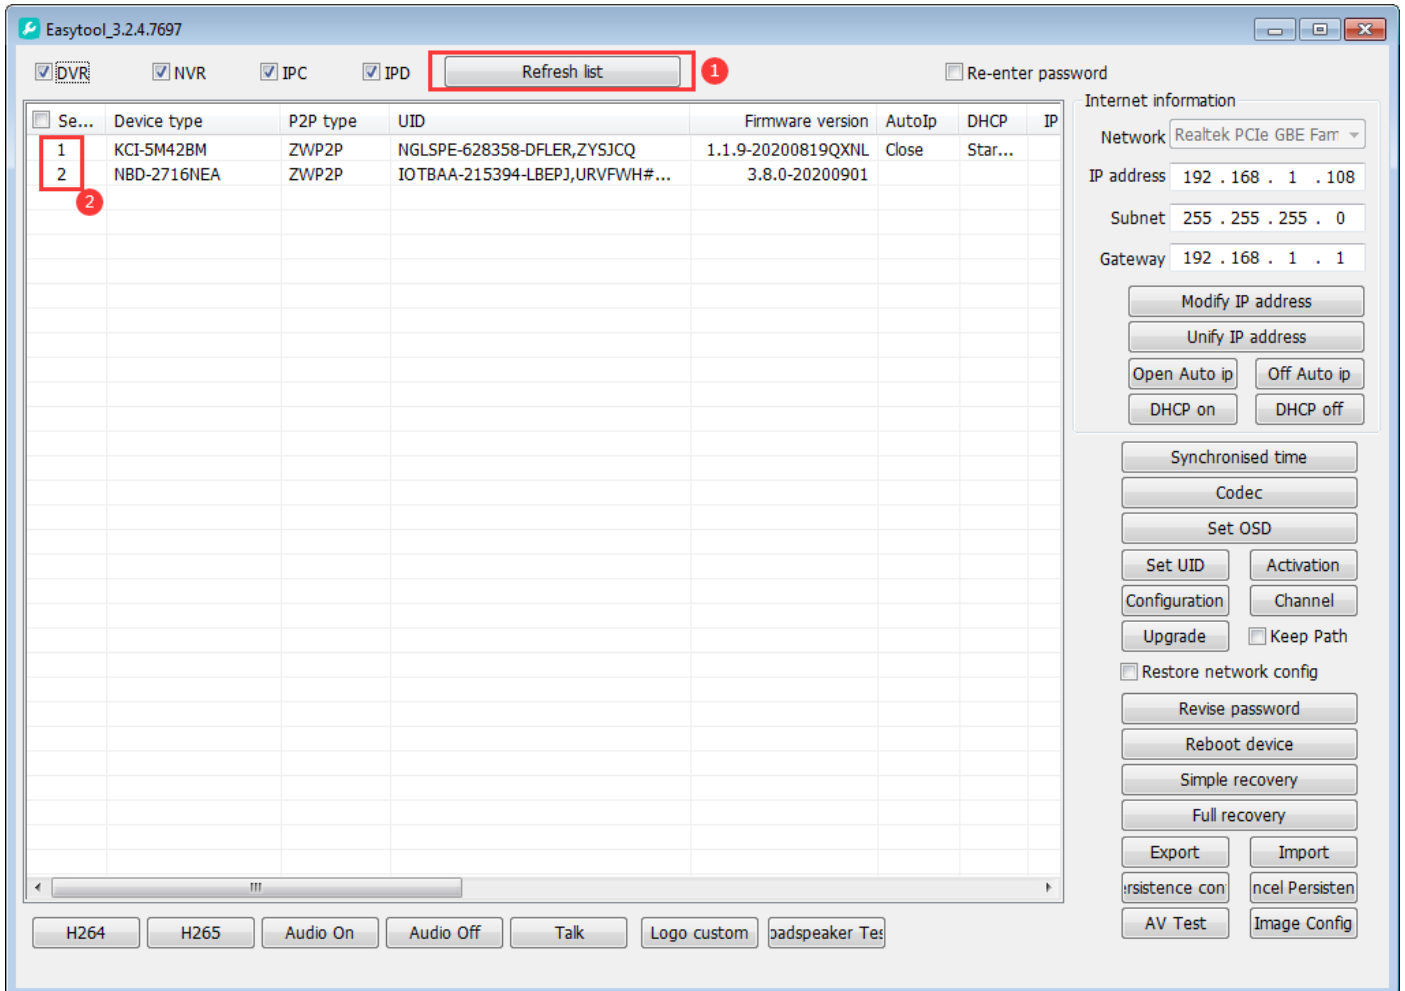 Easytool_3.2.4.7697
DVR NVR IPC IPD Refresh list 1 Re-enter password
Se... Device type P2P type UID Firmware version AutoIp DHCP IP
1 KCI-5M42BM ZWP2P NGLSPE-628358-DFLER,ZYSJCQ 1.1.9-20200819QXNL Close Star...
2 NBD-2716NEA ZWP2P IOTBAA-215394-LBEPJ,URVFWH#... 3.8.0-20200901
2
Internet information
Network Realtek PCIe GBE Fam
IP address 192 . 168 . 1 . 108
Subnet 255 . 255 . 255 . 0
Gateway 192 . 168 . 1 . 1
Modify IP address
Unify IP address
Open Auto ip Off Auto ip
DHCP on DHCP off
Synchronised time
Codec
Set OSD
Set UID Activation
Configuration Channel
Upgrade Keep Path
Restore network config
Revise password
Reboot device
Simple recovery
Full recovery
Export Import
ersistence con ncel Persisten
AV Test Image Config
H264 H265 Audio On Audio Off Talk Logo custom oadspeaker Tes